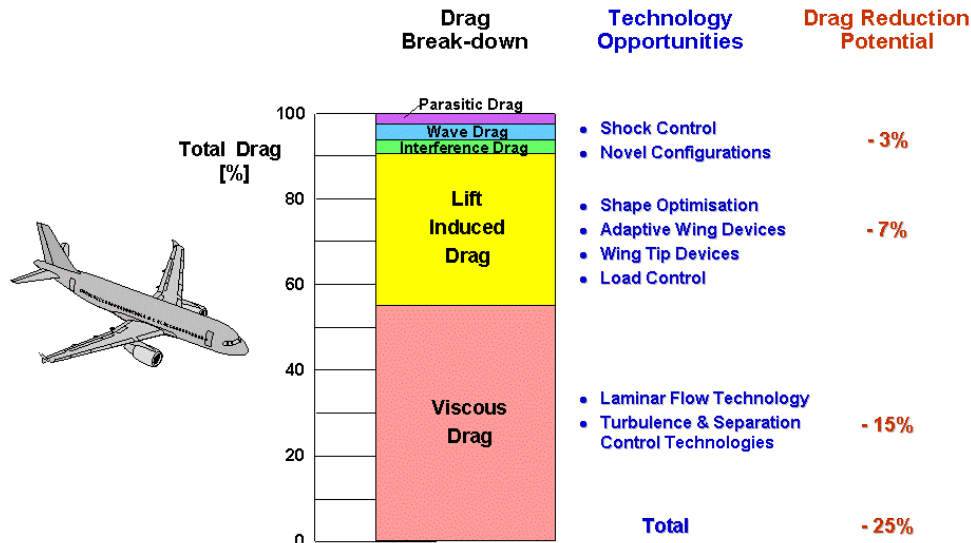 Drag
Break-down
Technology
Opportunities
Drag Reduction
Potential
Total Drag
[%]
100
80
60
40
20
0
Parasitic Drag
Wave Drag
Interference Drag
Lift
Induced
Drag
Viscous
Drag
• Shock Control
• Novel Configurations
- 3%
• Shape Optimisation
• Adaptive Wing Devices
• Wing Tip Devices
• Load Control
- 7%
• Laminar Flow Technology
• Turbulence & Separation
Control Technologies
- 15%
Total
- 25%